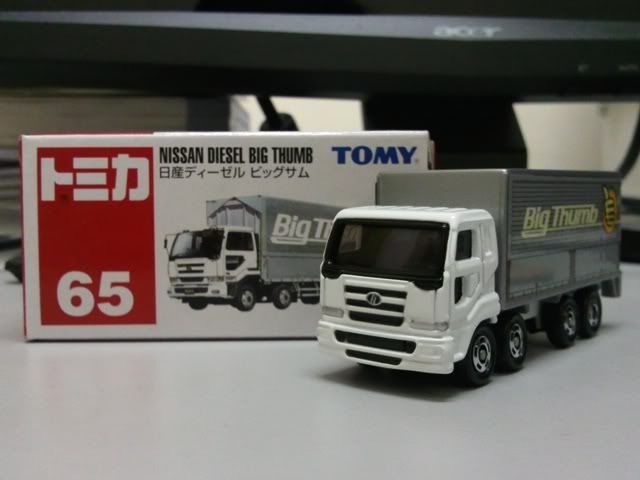 acer
トミカ
65
NISSAN DIESEL BIG THUMB
日産ディーゼル ビッグサム
TOMY
Big Thumb